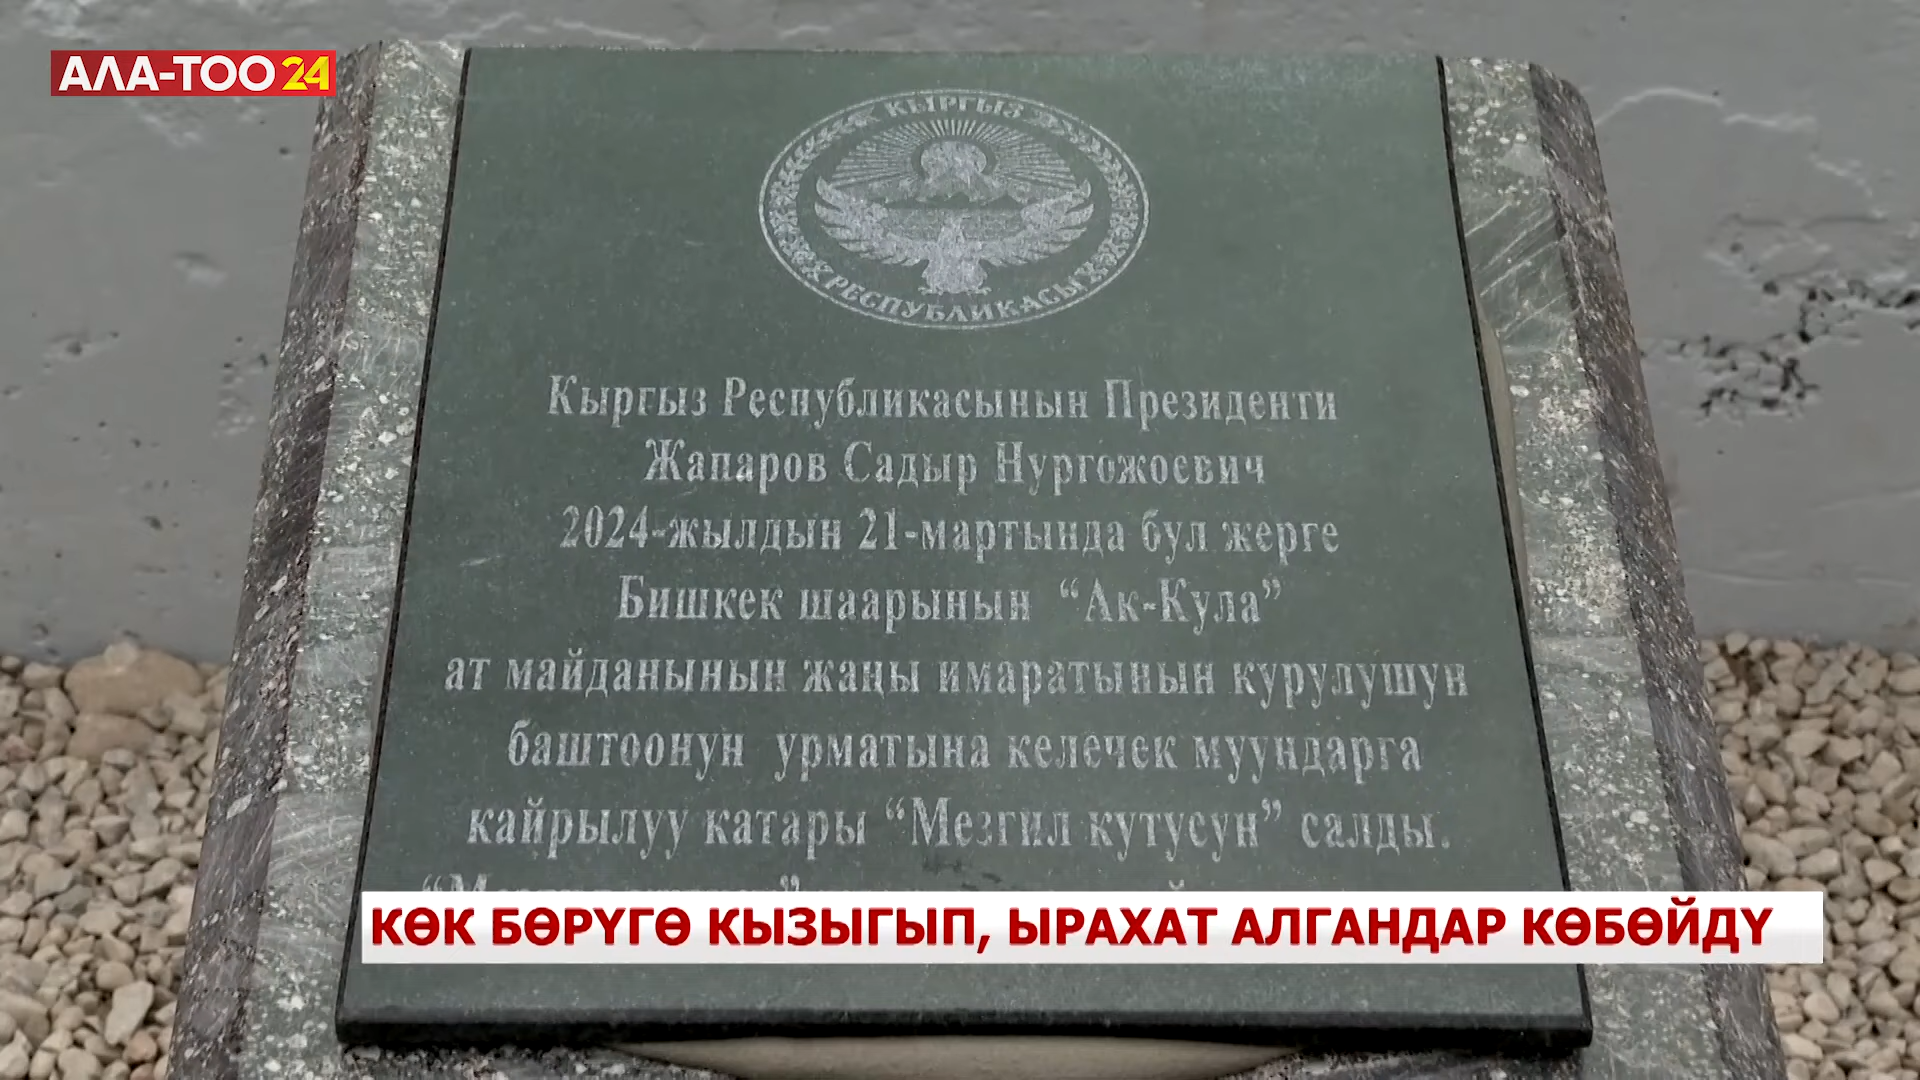 АЛА-ТОО24
КЫРГЫЗ
РЕСПУБЛИКАСЫ
Кыргыз Республикасынын Президенти
Жапаров Садыр Нургожоевич
2024-жылдын 21-мартында бул жерге
Бишкек шаарынын “Ак-Кула”
ат майданынын жаңы имаратынын курулушун
баштоонун урматына келечек муундарга
кайрылуу катары “Мезгил кутусун” салды.
КӨК БӨРҮГӨ КЫЗЫГЫП, ЫРАХАТ АЛГАНДАР КӨБӨЙДҮ